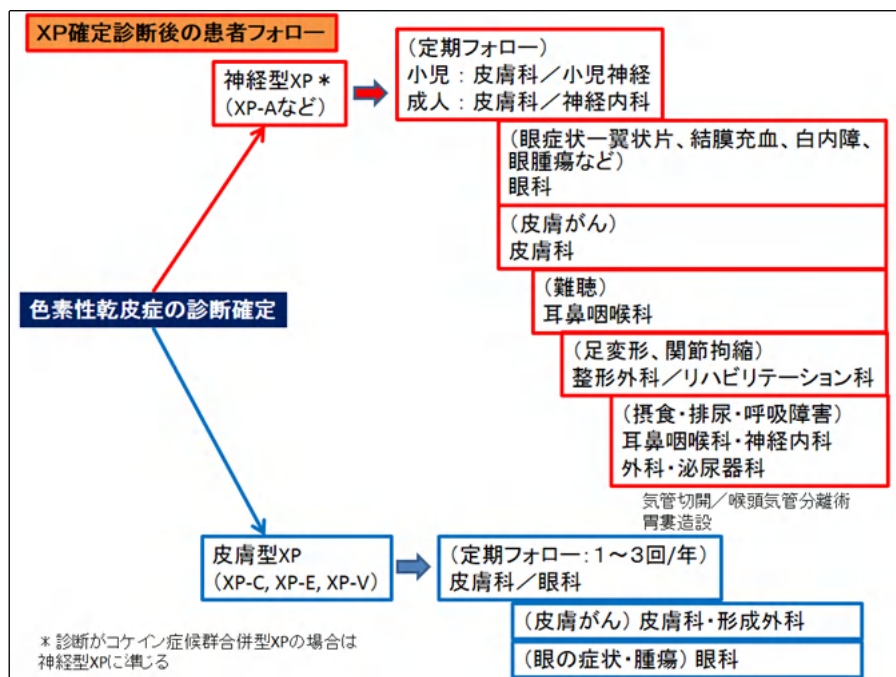 XP確定診断後の患者フォロー
神経型XP＊
（XP-Aなど）
（定期フォロー）
小児：皮膚科／小児神経
成人：皮膚科／神経内科
（眼症状ー翼状片、結膜充血、白内障、
眼腫瘍など）
眼科
（皮膚がん）
皮膚科
（難聴）
耳鼻咽喉科
（足変形、関節拘縮）
整形外科／リハビリテーション科
（摂食・排尿・呼吸障害）
耳鼻咽喉科・神経内科
外科・泌尿器科
気管切開／喉頭気管分離術
胃瘻造設
色素性乾皮症の診断確定
皮膚型XP
（XP-C, XP-E, XP-V）
（定期フォロー：１～３回/年）
皮膚科／眼科
（皮膚がん）皮膚科・形成外科
（眼の症状・腫瘍）眼科
＊診断がコケイン症候群合併型XPの場合は
神経型XPに準じる